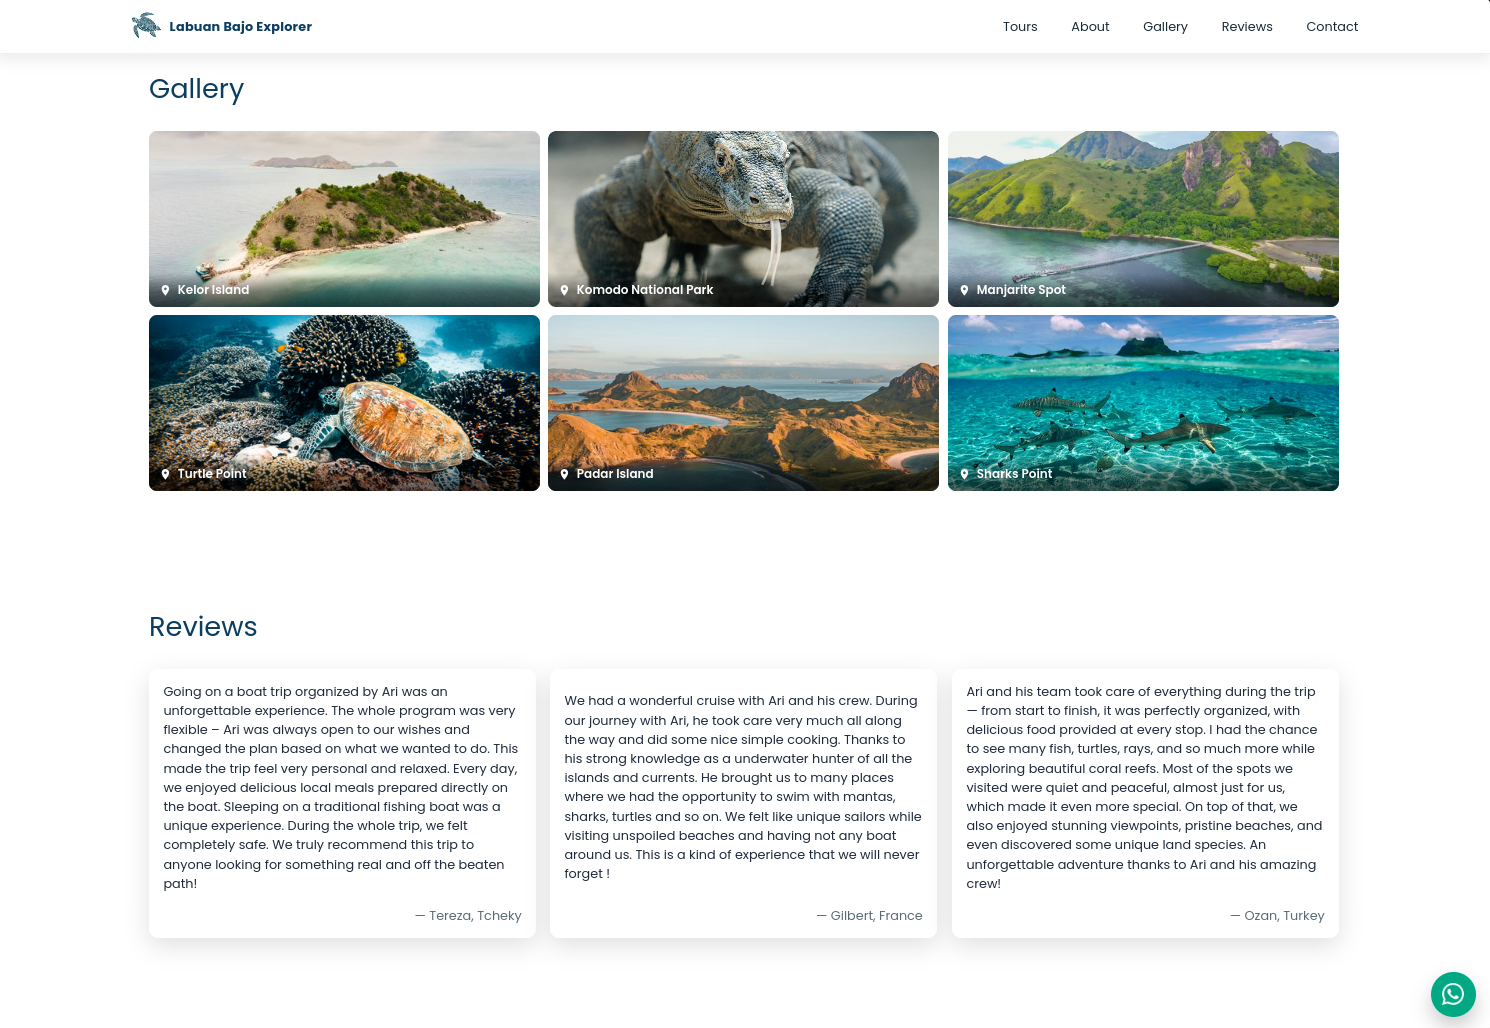 Labuan Bajo Explorer
Tours
About
Gallery
Reviews
Contact
Gallery
Kelor Island
Komodo National Park
Manjarite Spot
Turtle Point
Padar Island
Sharks Point
Reviews
Going on a boat trip organized by Ari was an
unforgettable experience. The whole program was very
flexible – Ari was always open to our wishes and
changed the plan based on what we wanted to do. This
made the trip feel very personal and relaxed. Every day,
we enjoyed delicious local meals prepared directly on
the boat. Sleeping on a traditional fishing boat was a
unique experience. During the whole trip, we felt
completely safe. We truly recommend this trip to
anyone looking for something real and off the beaten
path!
— Tereza, Tcheky
We had a wonderful cruise with Ari and his crew. During
our journey with Ari, he took care very much all along
the way and did some nice simple cooking. Thanks to
his strong knowledge as a underwater hunter of all the
islands and currents. He brought us to many places
where we had the opportunity to swim with mantas,
sharks, turtles and so on. We felt like unique sailors while
visiting unspoiled beaches and having not any boat
around us. This is a kind of experience that we will never
forget !
— Gilbert, France
Ari and his team took care of everything during the trip
— from start to finish, it was perfectly organized, with
delicious food provided at every stop. I had the chance
to see many fish, turtles, rays, and so much more while
exploring beautiful coral reefs. Most of the spots we
visited were quiet and peaceful, almost just for us,
which made it even more special. On top of that, we
also enjoyed stunning viewpoints, pristine beaches, and
even discovered some unique land species. An
unforgettable adventure thanks to Ari and his amazing
crew!
— Ozan, Turkey